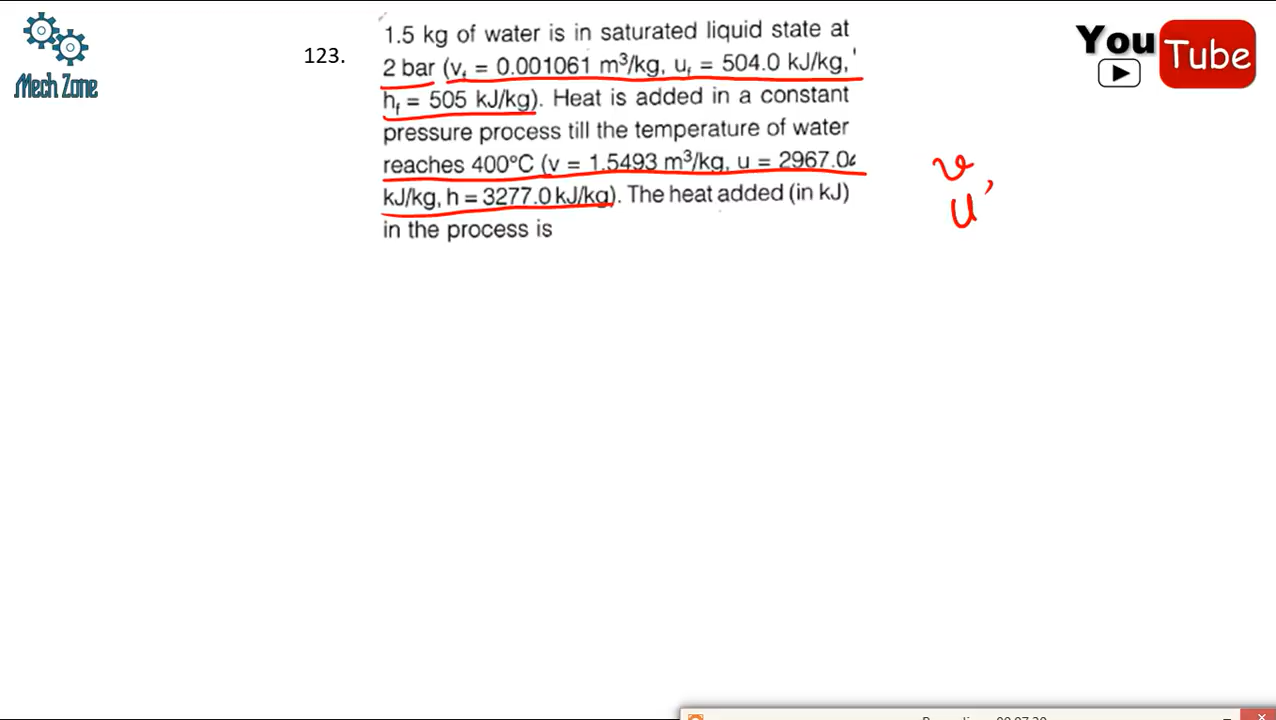 Mech Zone
You Tube
123.
1.5 kg of water is in saturated liquid state at
2 bar (vf = 0.001061 m³/kg, uf = 504.0 kJ/kg,
hf = 505 kJ/kg). Heat is added in a constant
pressure process till the temperature of water
reaches 400°C (v = 1.5493 m³/kg, u = 2967.0
kJ/kg, h = 3277.0 kJ/kg). The heat added (in kJ)
in the process is
v
u,